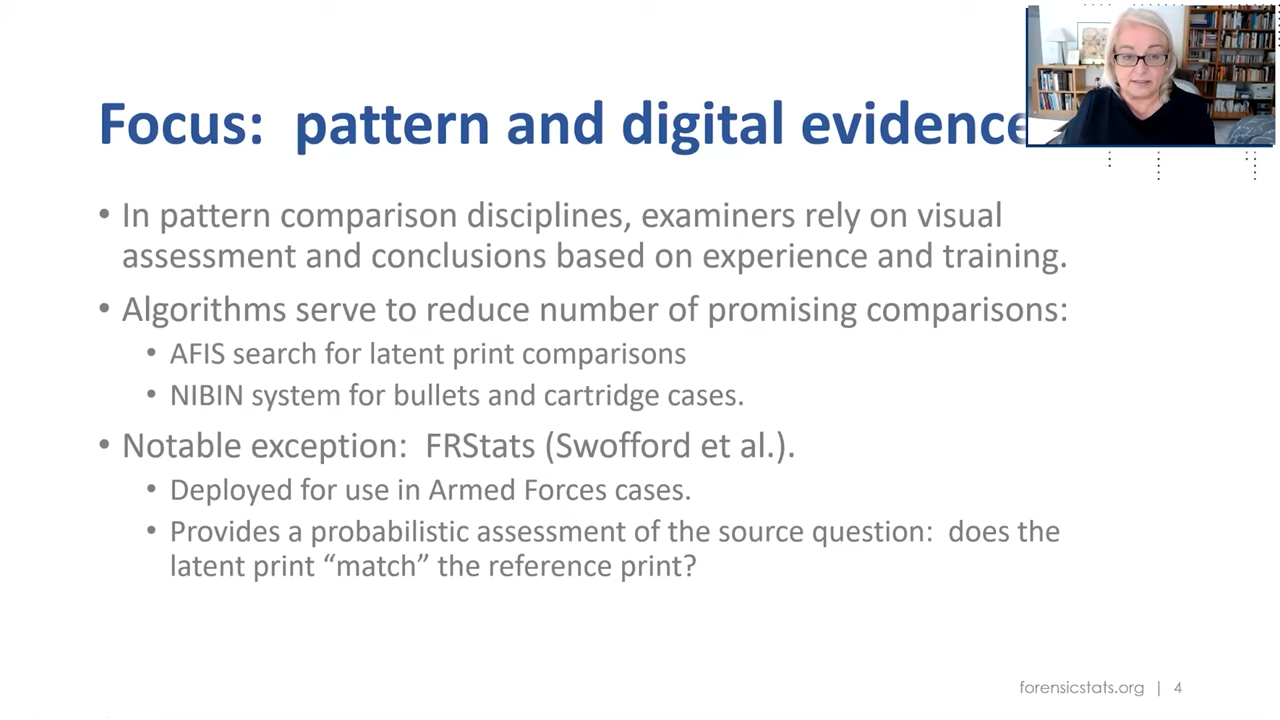 Focus:  pattern and digital evidence
• In pattern comparison disciplines, examiners rely on visual
assessment and conclusions based on experience and training.
• Algorithms serve to reduce number of promising comparisons:
• AFIS search for latent print comparisons
• NIBIN system for bullets and cartridge cases.
• Notable exception:  FRStats (Swofford et al.).
• Deployed for use in Armed Forces cases.
• Provides a probabilistic assessment of the source question:  does the
latent print “match” the reference print?
forensicstats.org | 4